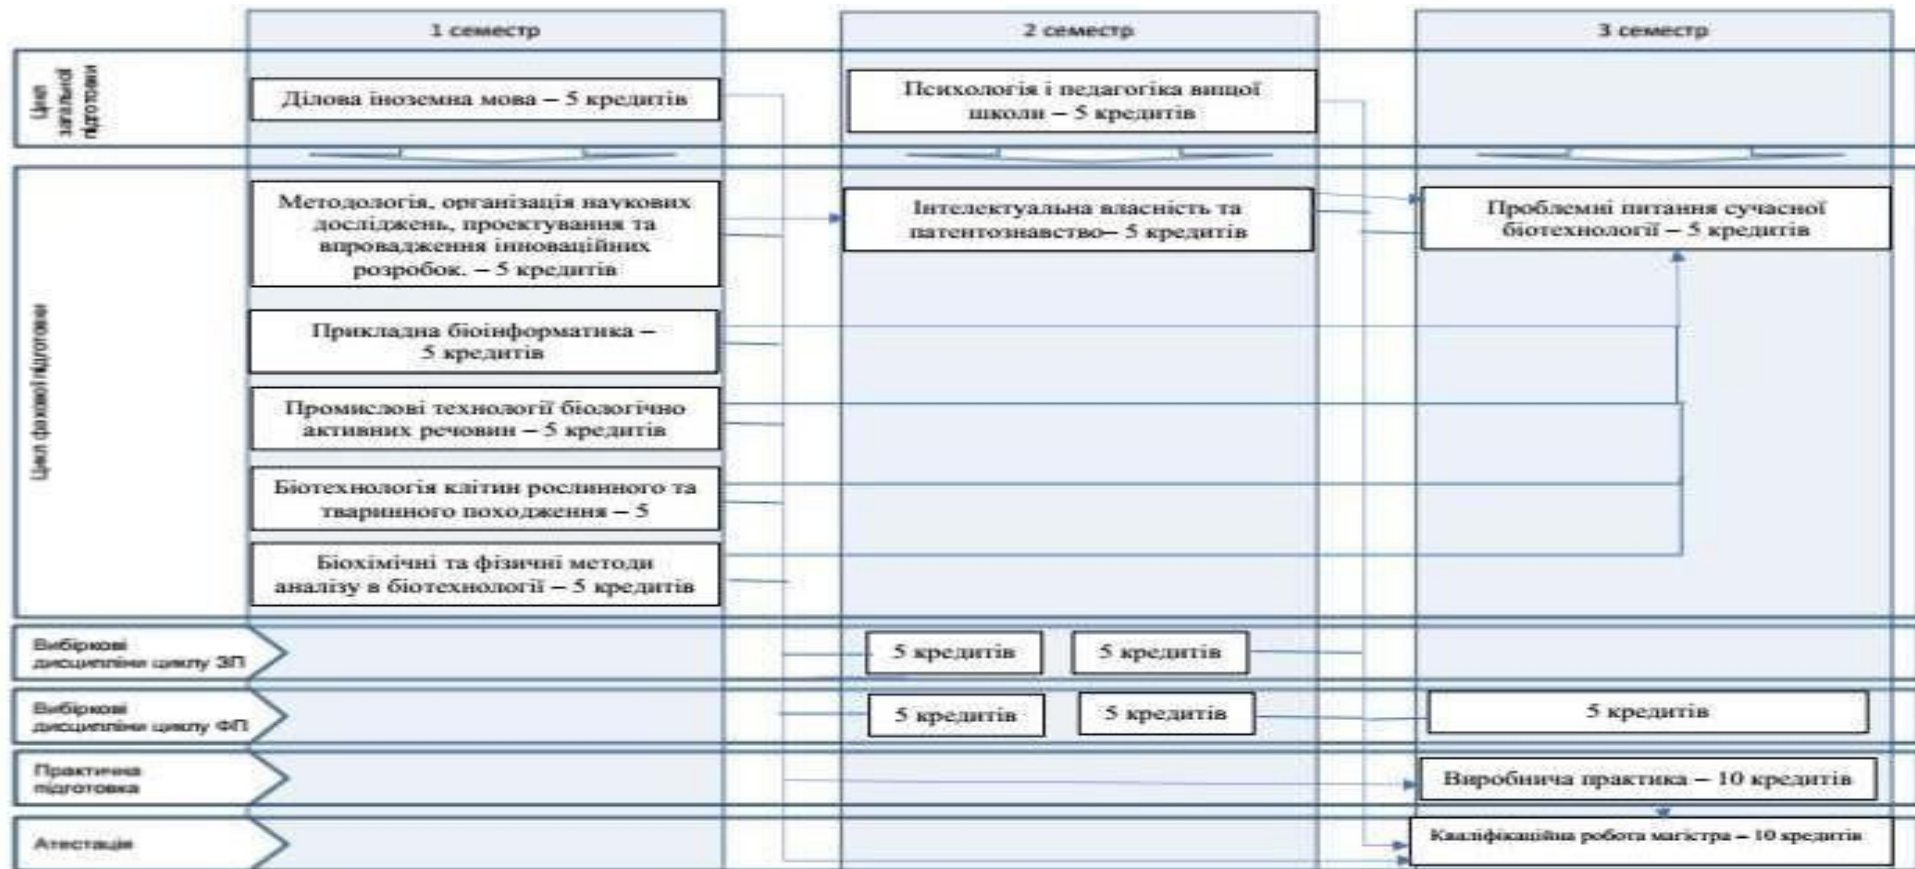 1 семестр
2 семестр
3 семестр
Цикл
загальної
підготовки
Ділова іноземна мова – 5 кредитів
Психологія і педагогіка вищої
школи – 5 кредитів
Цикл фахової підготовки
Методологія, організація наукових
досліджень, проектування та
впровадження інноваційних
розробок. – 5 кредитів
Інтелектуальна власність та
патентознавство– 5 кредитів
Проблемні питання сучасної
біотехнології – 5 кредитів
Прикладна біоінформатика –
5 кредитів
Промислові технології біологічно
активних речовин – 5 кредитів
Біотехнологія клітин рослинного та
тваринного походження – 5
Біохімічні та фізичні методи
аналізу в біотехнології – 5 кредитів
Вибіркові
дисципліни циклу ЗП
5 кредитів
5 кредитів
Вибіркові
дисципліни циклу ФП
5 кредитів
5 кредитів
5 кредитів
Практична
підготовка
Виробнича практика – 10 кредитів
Атестація
Кваліфікаційна робота магістра – 10 кредитів